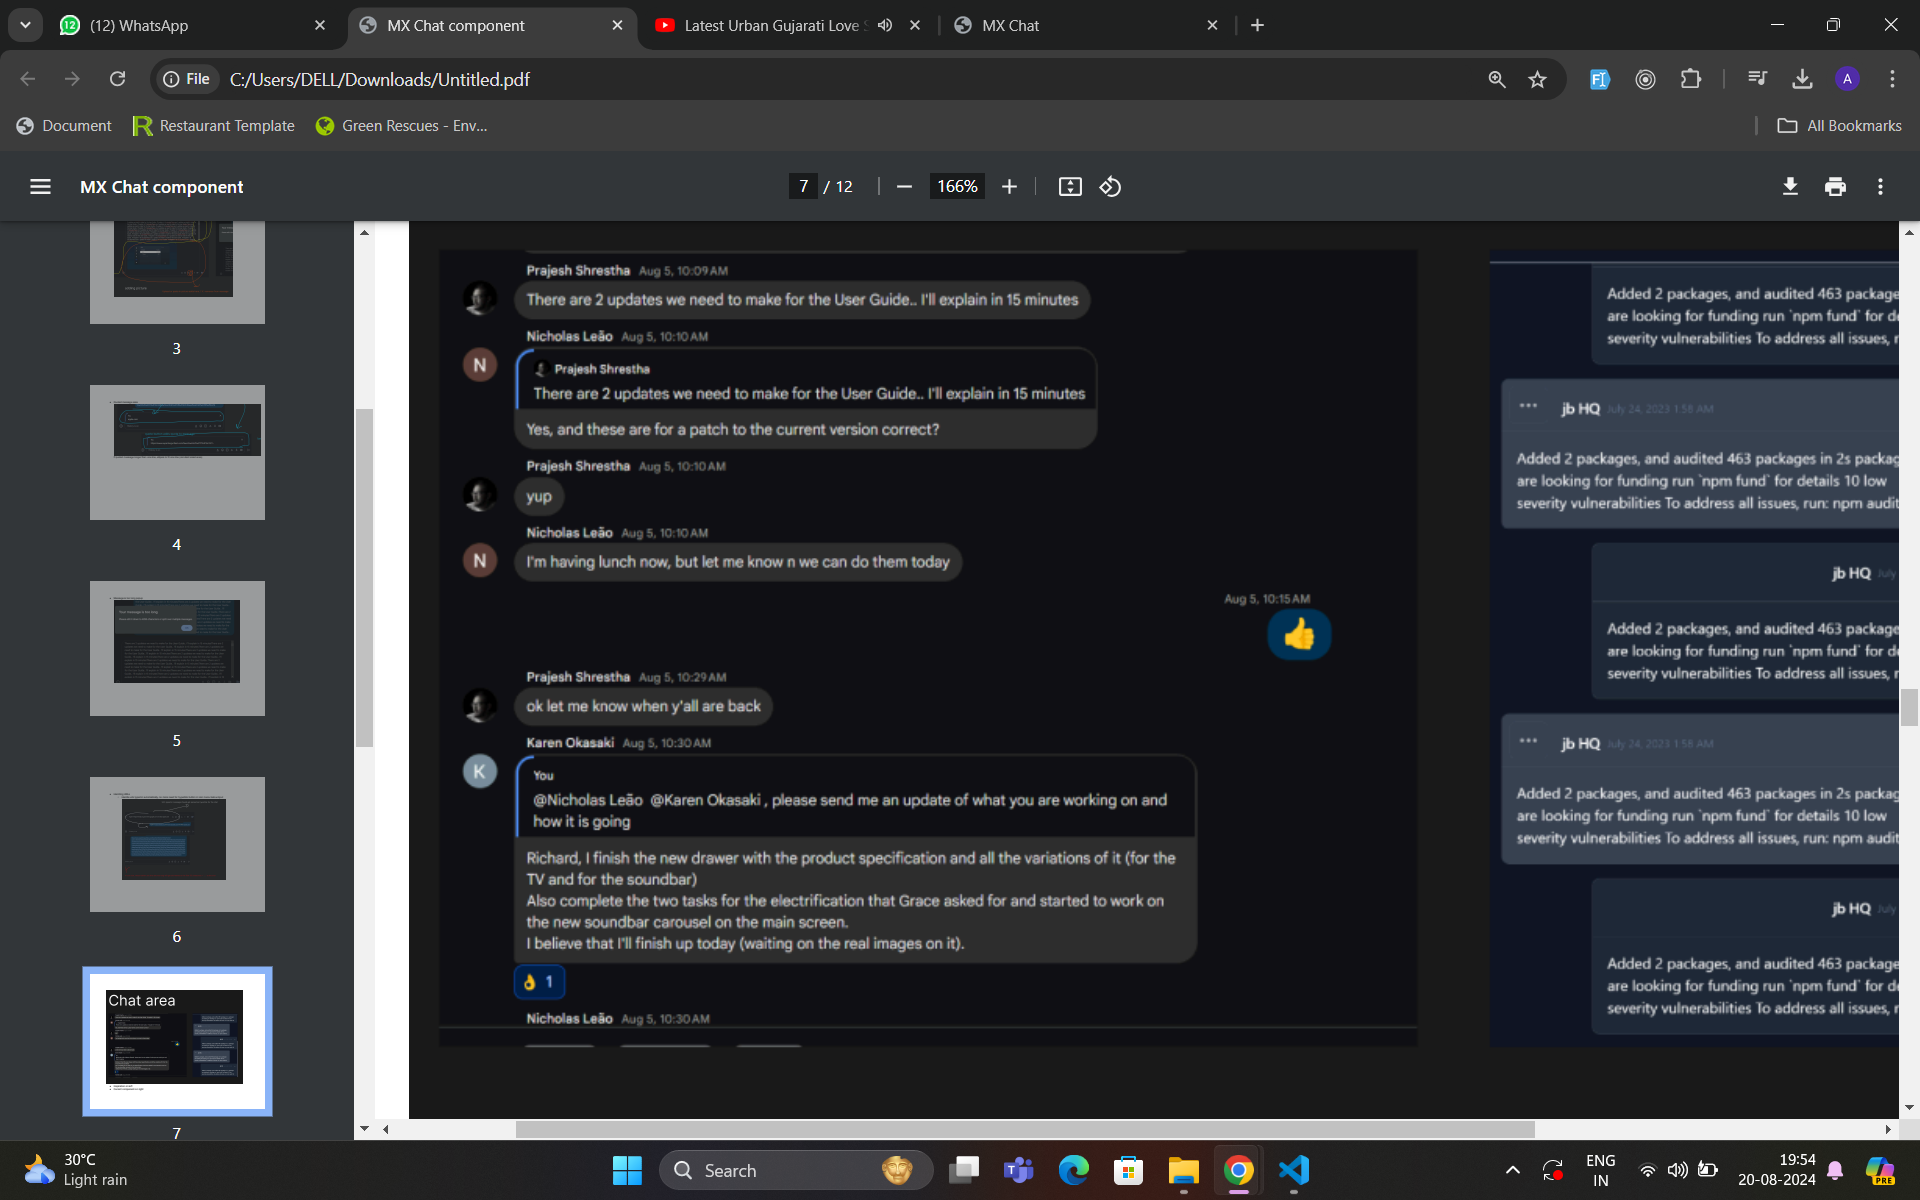 (12) WhatsApp
MX Chat component
Latest Urban Gujarati Love
MX Chat
File
C:/Users/DELL/Downloads/Untitled.pdf
A
Document
Restaurant Template
Green Rescues - Env...
All Bookmarks
MX Chat component
7 / 12
166%
3
4
5
6
Chat area
7
Prajesh Shrestha Aug 5, 10:09 AM
There are 2 updates we need to make for the User Guide.. I'll explain in 15 minutes
Nicholas Leão Aug 5, 10:10 AM
N
Prajesh Shrestha
There are 2 updates we need to make for the User Guide.. I'll explain in 15 minutes
Yes, and these are for a patch to the current version correct?
Prajesh Shrestha Aug 5, 10:10 AM
yup
Nicholas Leão Aug 5, 10:10 AM
N
I'm having lunch now, but let me know n we can do them today
Aug 5, 10:15 AM
👍
Prajesh Shrestha Aug 5, 10:29 AM
ok let me know when y'all are back
Karen Okasaki Aug 5, 10:30 AM
K
You
@Nicholas Leão @Karen Okasaki , please send me an update of what you are working on and
how it is going
Richard, I finish the new drawer with the product specification and all the variations of it (for the
TV and for the soundbar)
Also complete the two tasks for the electrification that Grace asked for and started to work on
the new soundbar carousel on the main screen.
I believe that I'll finish up today (waiting on the real images on it).
👌 1
Nicholas Leão Aug 5, 10:30 AM
Added 2 packages, and audited 463 package
are looking for funding run `npm fund` for de
severity vulnerabilities To address all issues, r
jb HQ July 24, 2023 1:58 AM
Added 2 packages, and audited 463 packages in 2s packag
are looking for funding run `npm fund` for details 10 low
severity vulnerabilities To address all issues, run: npm audit
jb HQ July
Added 2 packages, and audited 463 package
are looking for funding run `npm fund` for de
severity vulnerabilities To address all issues, r
jb HQ July 24, 2023 1:58 AM
Added 2 packages, and audited 463 packages in 2s packag
are looking for funding run `npm fund` for details 10 low
severity vulnerabilities To address all issues, run: npm audit
jb HQ July
Added 2 packages, and audited 463 package
are looking for funding run `npm fund` for de
severity vulnerabilities To address all issues, r
30°C
Light rain
Search
ENG
IN
19:54
20-08-2024
PRE